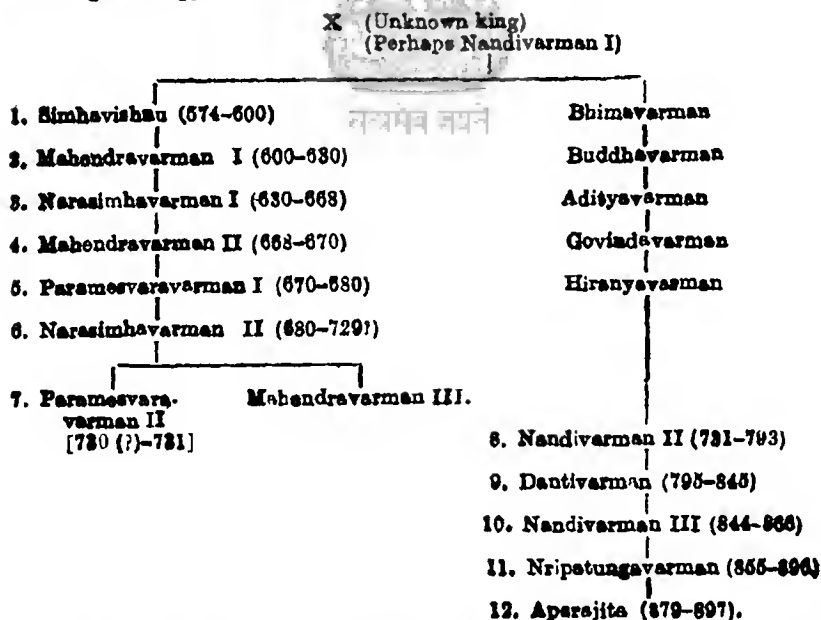 X (Unknown king)
(Perhaps Nandivarman I)
1. Simhavishnu (574-600)
Bhimavarman
2. Mahendravarman I (600-630)
Buddhavarman
3. Narasimhavarman I (630-668)
Adityavarman
4. Mahendravarman II (668-670)
Govindavarman
5. Paramesvaravarman I (670-680)
Hiranyavarman
6. Narasimhavarman II (680-729?)
7. Paramesvara-
varman II
[730 (?)-731]
Mahendravarman III.
8. Nandivarman II (731-793)
9. Dantivarman (795-845)
10. Nandivarman III (844-866)
11. Nripatungavarman (855-896)
12. Aparajita (879-897).